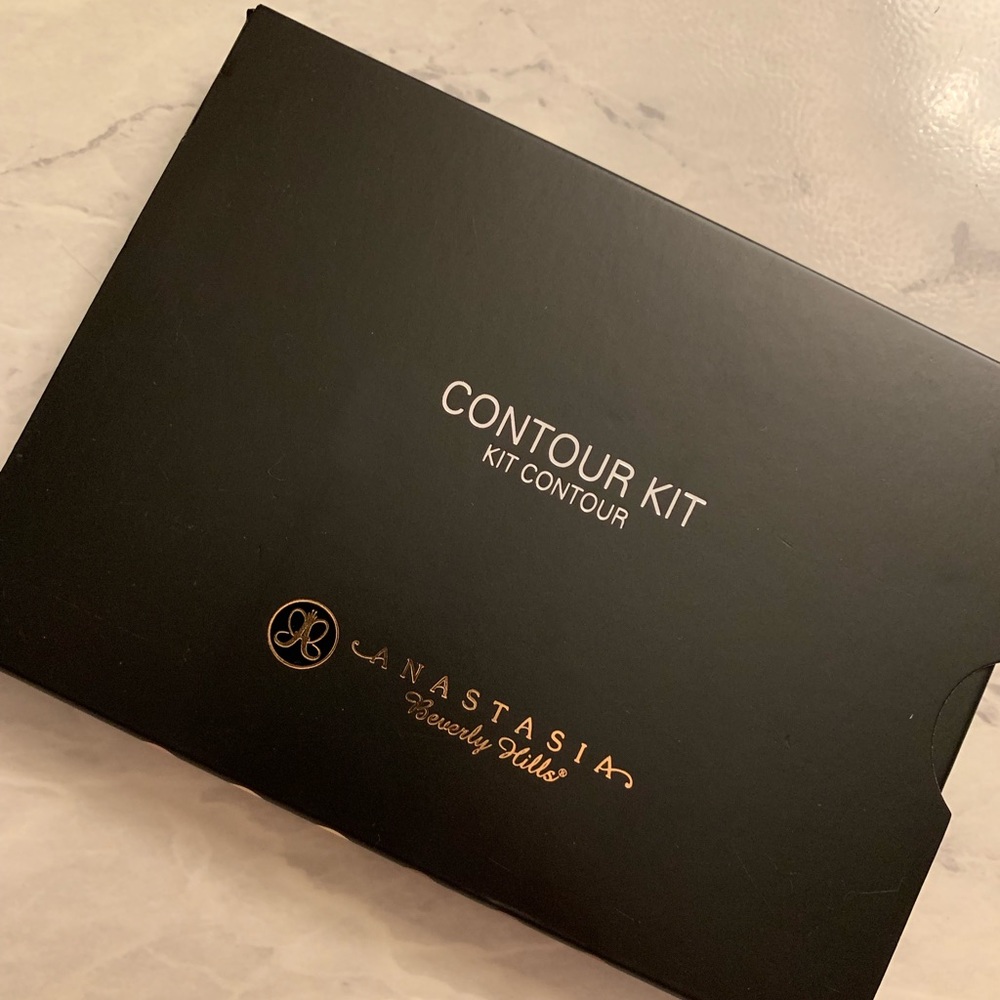 CONTOUR KIT
KIT CONTOUR
ANASTASIA
Beverly Hills®